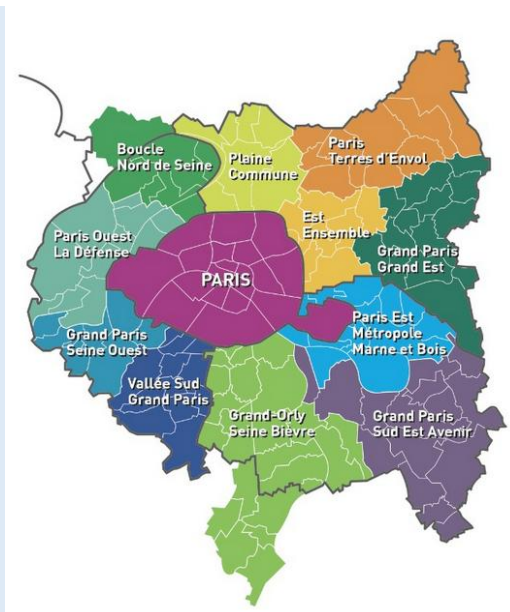 Boucle
Nord de Seine
Plaine
Commune
Paris
Terres d'Envol
Est
Ensemble
Paris Ouest
La Défense
Grand Paris
Grand Est
PARIS
Paris Est
Métropole
Marne et Bois
Grand Paris
Seine Ouest
Vallée Sud
Grand Paris
Grand-Orly
Seine Bièvre
Grand Paris
Sud Est Avenir